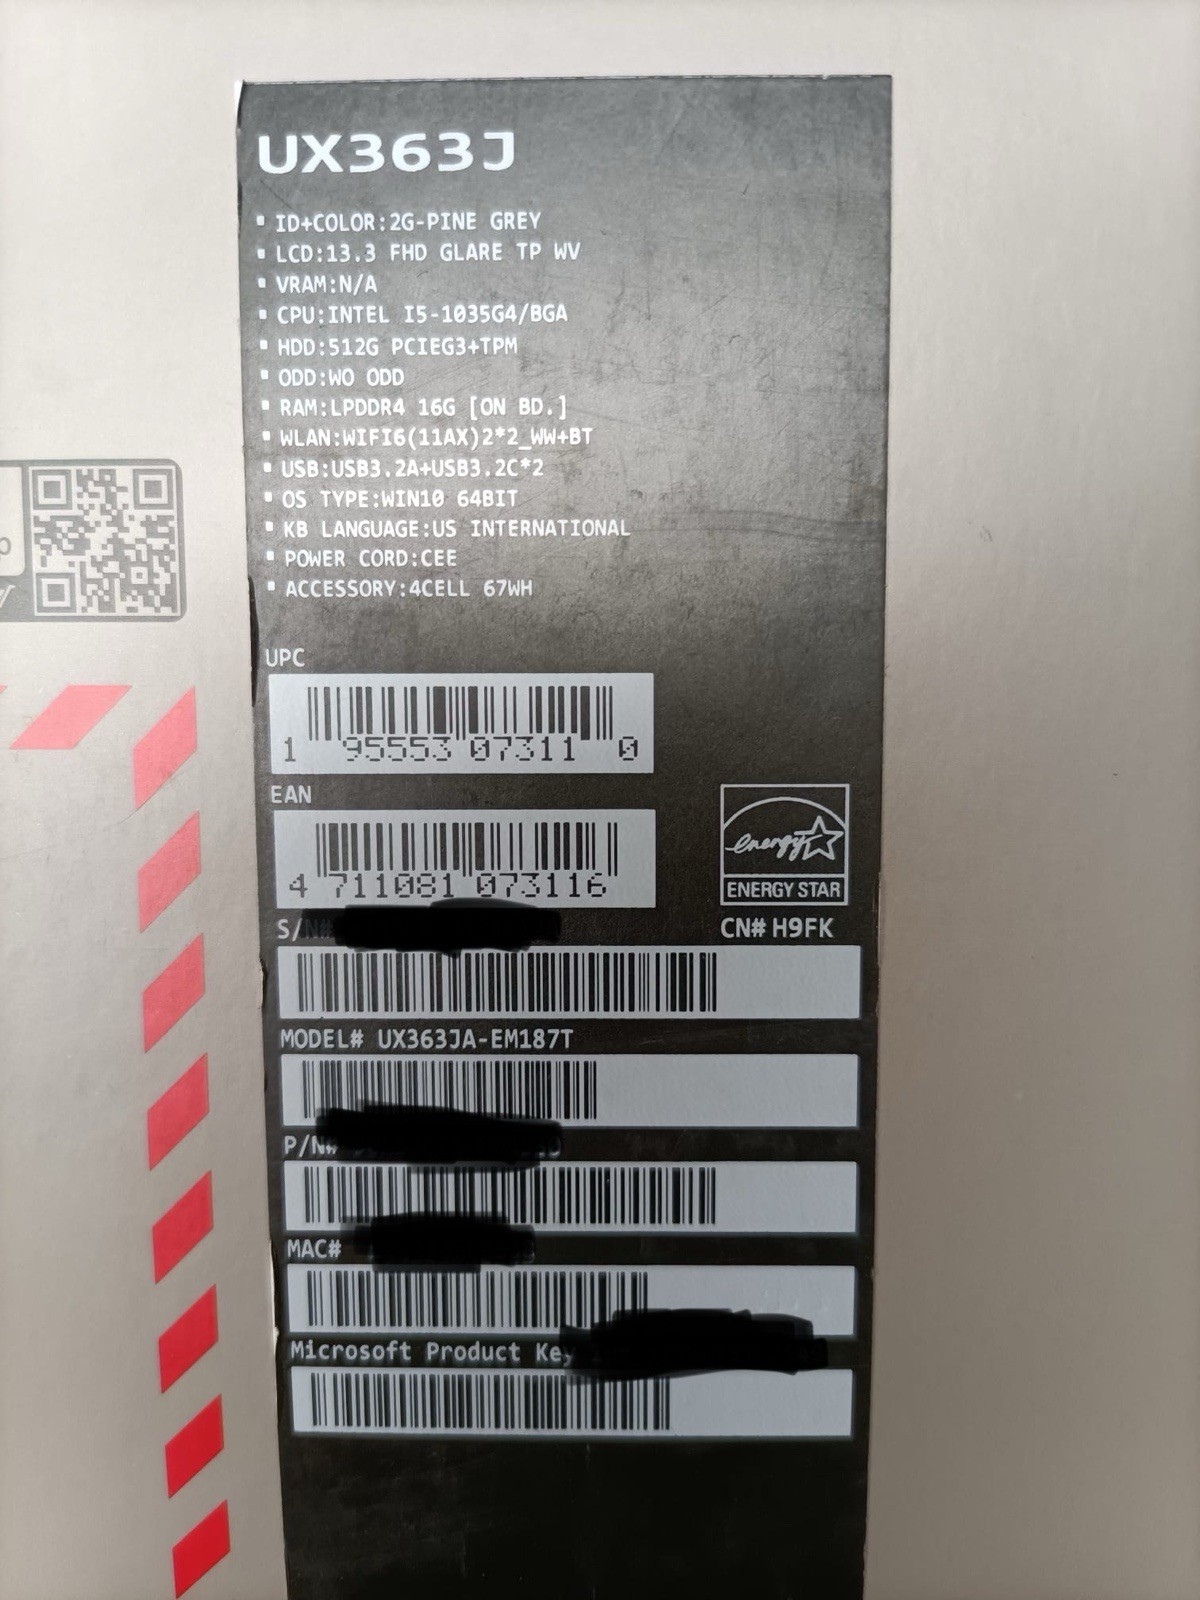 UX363J
▪ ID+COLOR:2G-PINE GREY
▪ LCD:13.3 FHD GLARE TP WV
▪ VRAM:N/A
▪ CPU:INTEL I5-1035G4/BGA
▪ HDD:512G PCIEG3+TPM
▪ ODD:WO ODD
▪ RAM:LPDDR4 16G [ON BD.]
▪ WLAN:WIFI6(11AX)2*2_WW+BT
▪ USB:USB3.2A+USB3.2C*2
▪ OS TYPE:WIN10 64BIT
▪ KB LANGUAGE:US INTERNATIONAL
▪ POWER CORD:CEE
▪ ACCESSORY:4CELL 67WH
UPC
1 95553 07311 0
EAN
4 711081 073116
energy
ENERGY STAR
S/N#
CN# H9FK
MODEL# UX363JA-EM187T
P/N#
MAC#
Microsoft Product Key